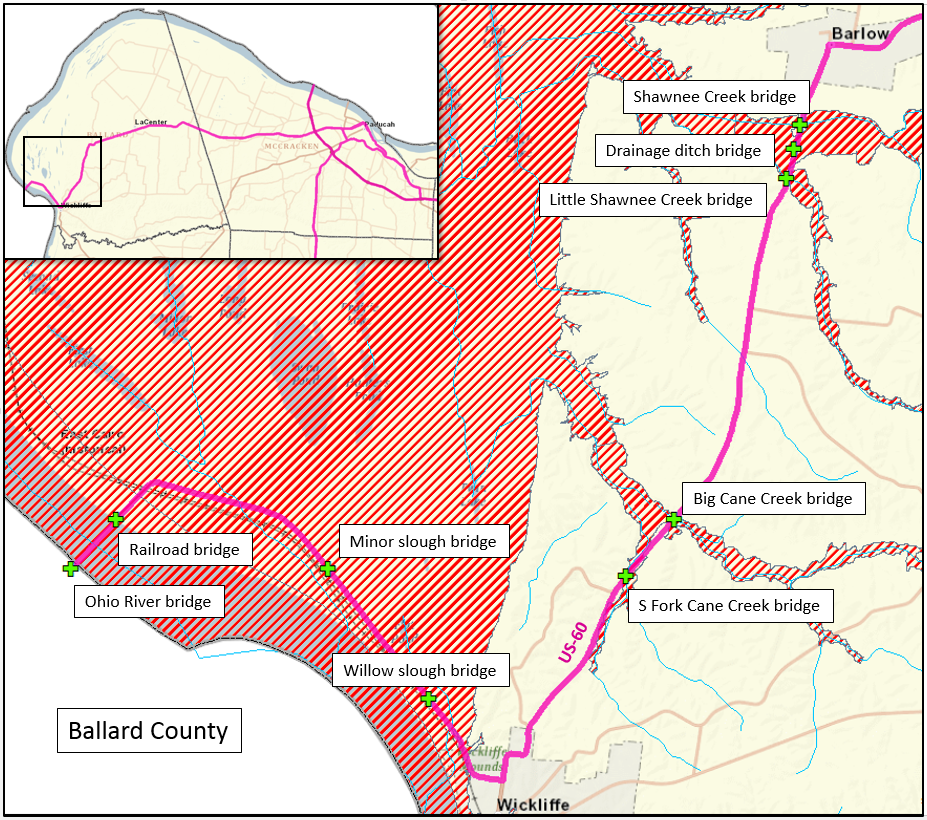 Barlow
Shawnee Creek bridge
Drainage ditch bridge
Little Shawnee Creek bridge
LaCenter
BALLARD
Paducah
MCCRACKEN
Wickliffe
Big Cane Creek bridge
Minor slough bridge
Railroad bridge
Ohio River bridge
S Fork Cane Creek bridge
US-60
Willow slough bridge
Ballard County
Wickliffe